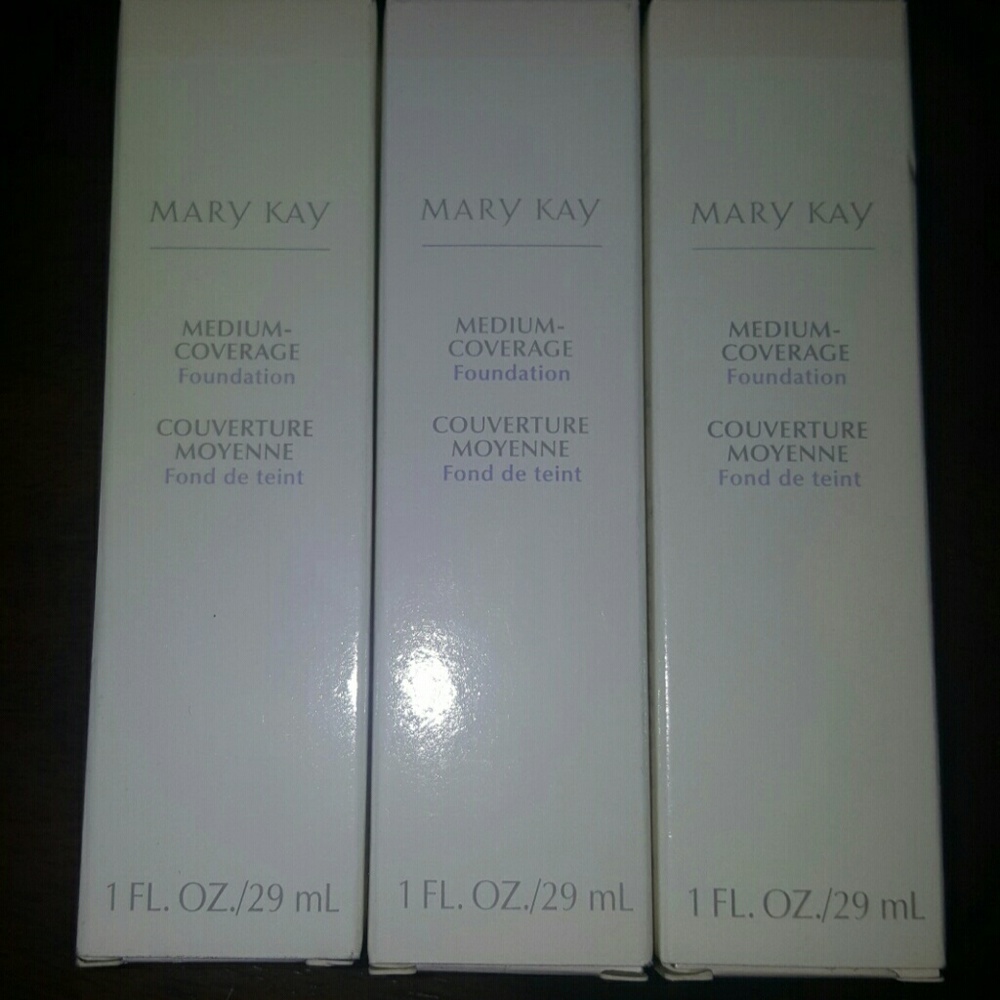 MARY KAY
MEDIUM-
COVERAGE
Foundation
COUVERTURE
MOYENNE
Fond de teint
1 FL. OZ./29 mL
MARY KAY
MEDIUM-
COVERAGE
Foundation
COUVERTURE
MOYENNE
Fond de teint
1 FL. OZ./29 mL
MARY KAY
MEDIUM-
COVERAGE
Foundation
COUVERTURE
MOYENNE
Fond de teint
1 FL. OZ./29 mL